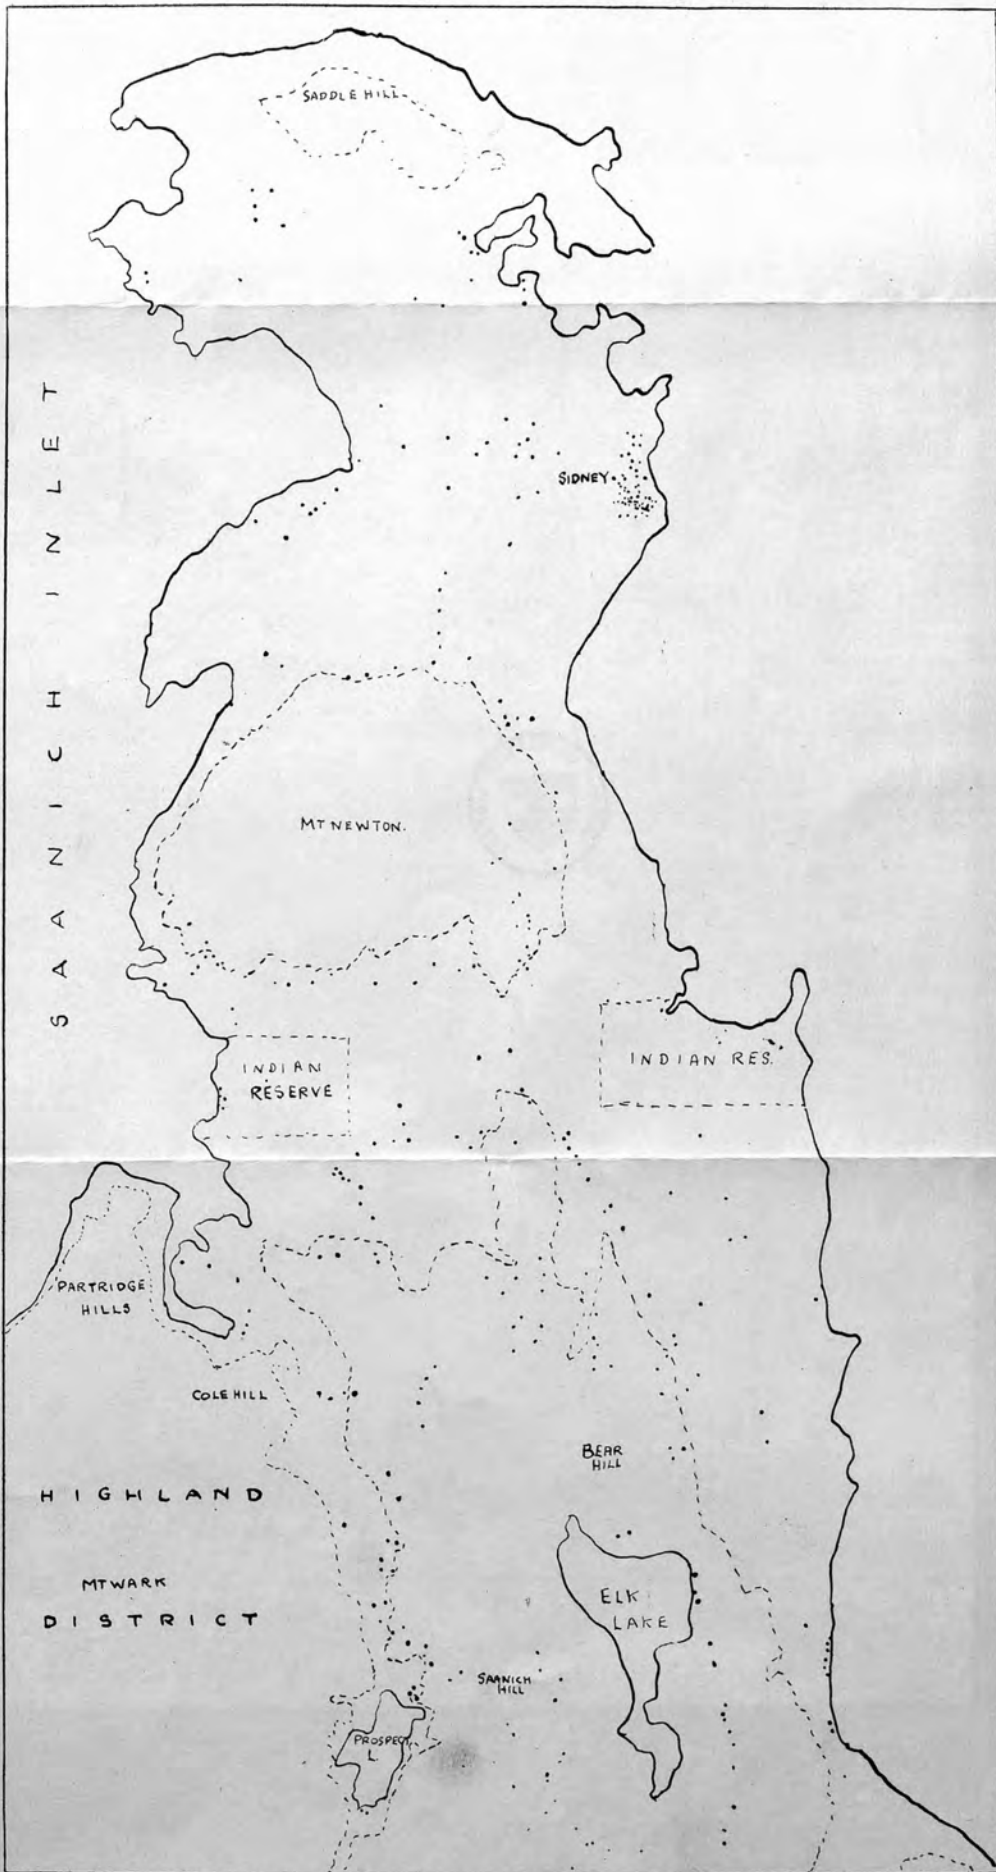 SADDLE HILL
SAANICH INLET
SIDNEY
MT NEWTON.
INDIAN
RESERVE
INDIAN RES.
PARTRIDGE
HILLS
COLE HILL
BEAR
HILL
HIGHLAND
MT WARK
DISTRICT
ELK
LAKE
SAANICH
HILL
PROSPECT
L